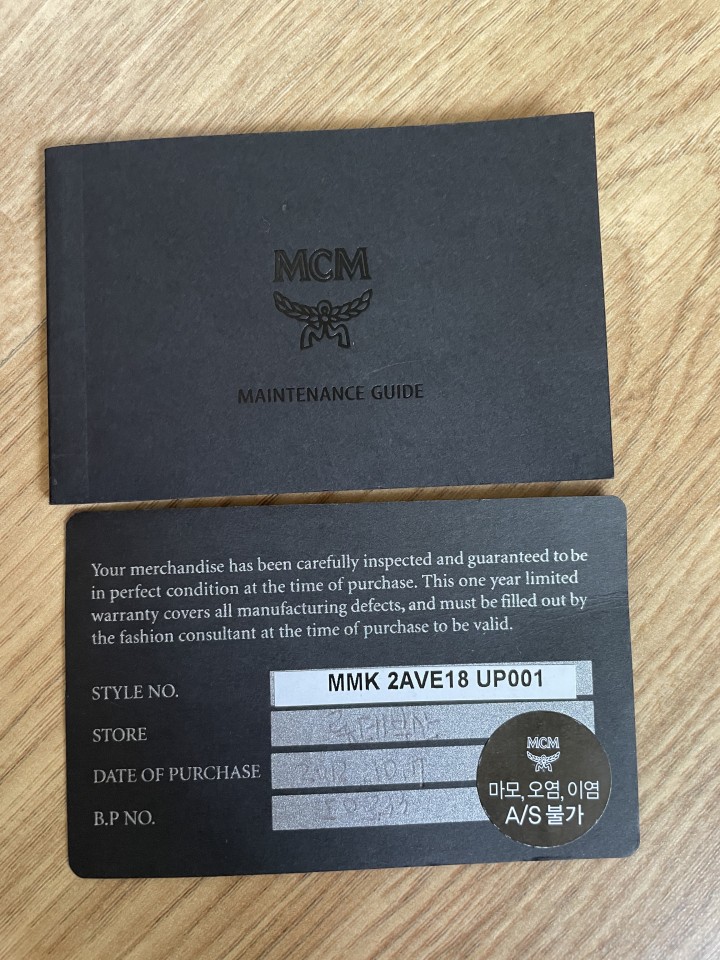 MCM
MAINTENANCE GUIDE
Your merchandise has been carefully inspected and guaranteed to be
in perfect condition at the time of purchase. This one year limited
warranty covers all manufacturing defects, and must be filled out by
the fashion consultant at the time of purchase to be valid.
STYLE NO. MMK 2AVE18 UP001
STORE
DATE OF PURCHASE
B.P NO.
MCM
마모, 오염, 이염
A/S 불가